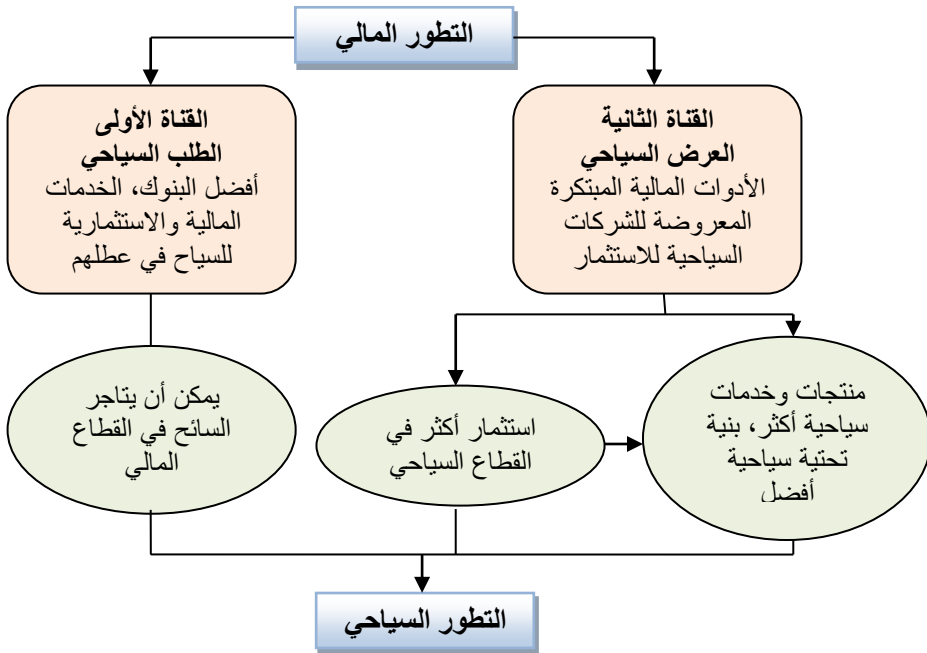 التطور المالي
القناة الثانية
العرض السياحي
الأدوات المالية المبتكرة
المعروضة للشركات
السياحية للاستثمار
القناة الأولى
الطلب السياحي
أفضل البنوك، الخدمات
المالية والاستثمارية
للسياح في عطلهم
منتجات وخدمات
سياحية أكثر، بنية
تحتية سياحية
أفضل
استثمار أكثر في
القطاع السياحي
يمكن أن يتاجر
السائح في القطاع
المالي
التطور السياحي